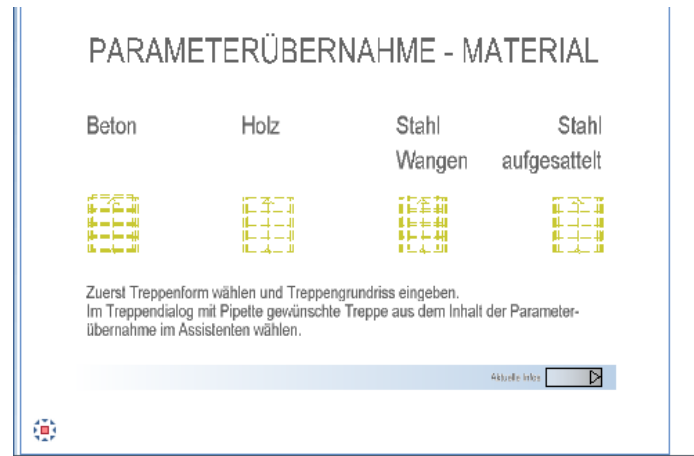 PARAMETERÜBERNAHME - MATERIAL
Beton Holz Stahl Stahl
Wangen aufgesattelt
Zuerst Treppenform wählen und Treppengrundriss eingeben.
Im Treppendialog mit Pipette gewünschte Treppe aus dem Inhalt der Parameter-
übernahme im Assistenten wählen.
Aktuelle Infos